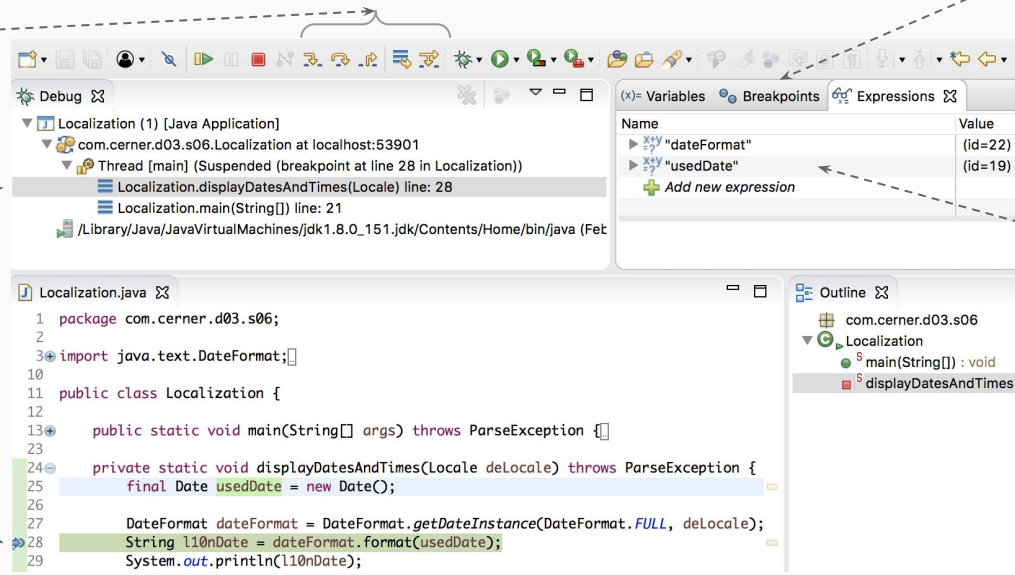 Debug
Localization (1) [Java Application]
com.cerner.d03.s06.Localization at localhost:53901
Thread [main] (Suspended (breakpoint at line 28 in Localization))
Localization.displayDatesAndTimes(Locale) line: 28
Localization.main(String[]) line: 21
/Library/Java/JavaVirtualMachines/jdk1.8.0_151.jdk/Contents/Home/bin/java (Feb
(x)= Variables Breakpoints Expressions
Name Value
"dateFormat" (id=22)
"usedDate" (id=19)
Add new expression
Localization.java
1 package com.cerner.d03.s06;
2
3 import java.text.DateFormat;
10
11 public class Localization {
12
13 public static void main(String[] args) throws ParseException {
23
24 private static void displayDatesAndTimes(Locale deLocale) throws ParseException {
25 final Date usedDate = new Date();
26
27 DateFormat dateFormat = DateFormat.getDateInstance(DateFormat.FULL, deLocale);
28 String l10nDate = dateFormat.format(usedDate);
29 System.out.println(l10nDate);
Outline
com.cerner.d03.s06
Localization
main(String[]) : void
displayDatesAndTimes